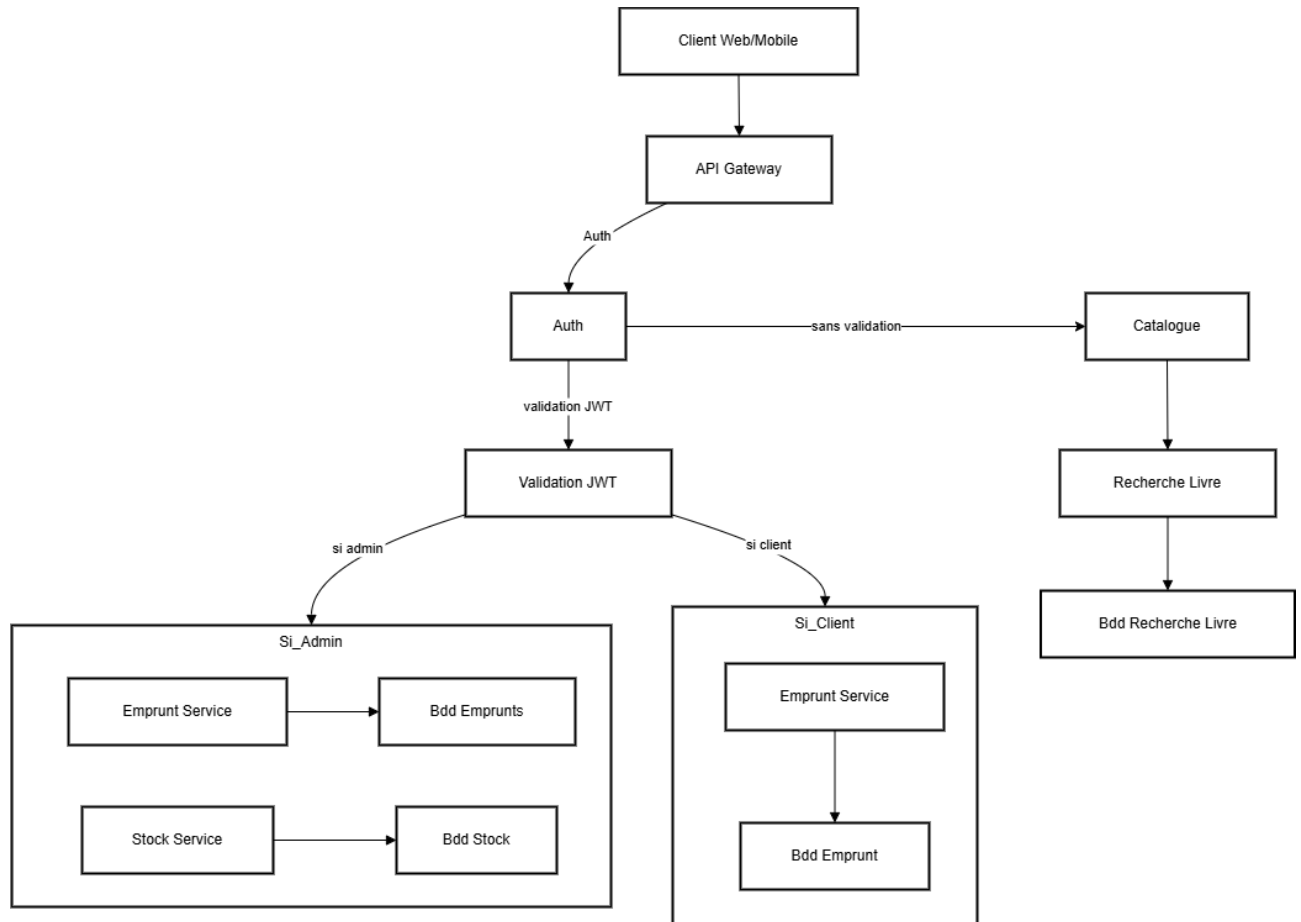 Client Web/Mobile
API Gateway
Auth
Auth
sans validation
Catalogue
validation JWT
Validation JWT
Recherche Livre
si admin
si client
Bdd Recherche Livre
Si_Admin
Emprunt Service
Bdd Emprunts
Stock Service
Bdd Stock
Si_Client
Emprunt Service
Bdd Emprunt